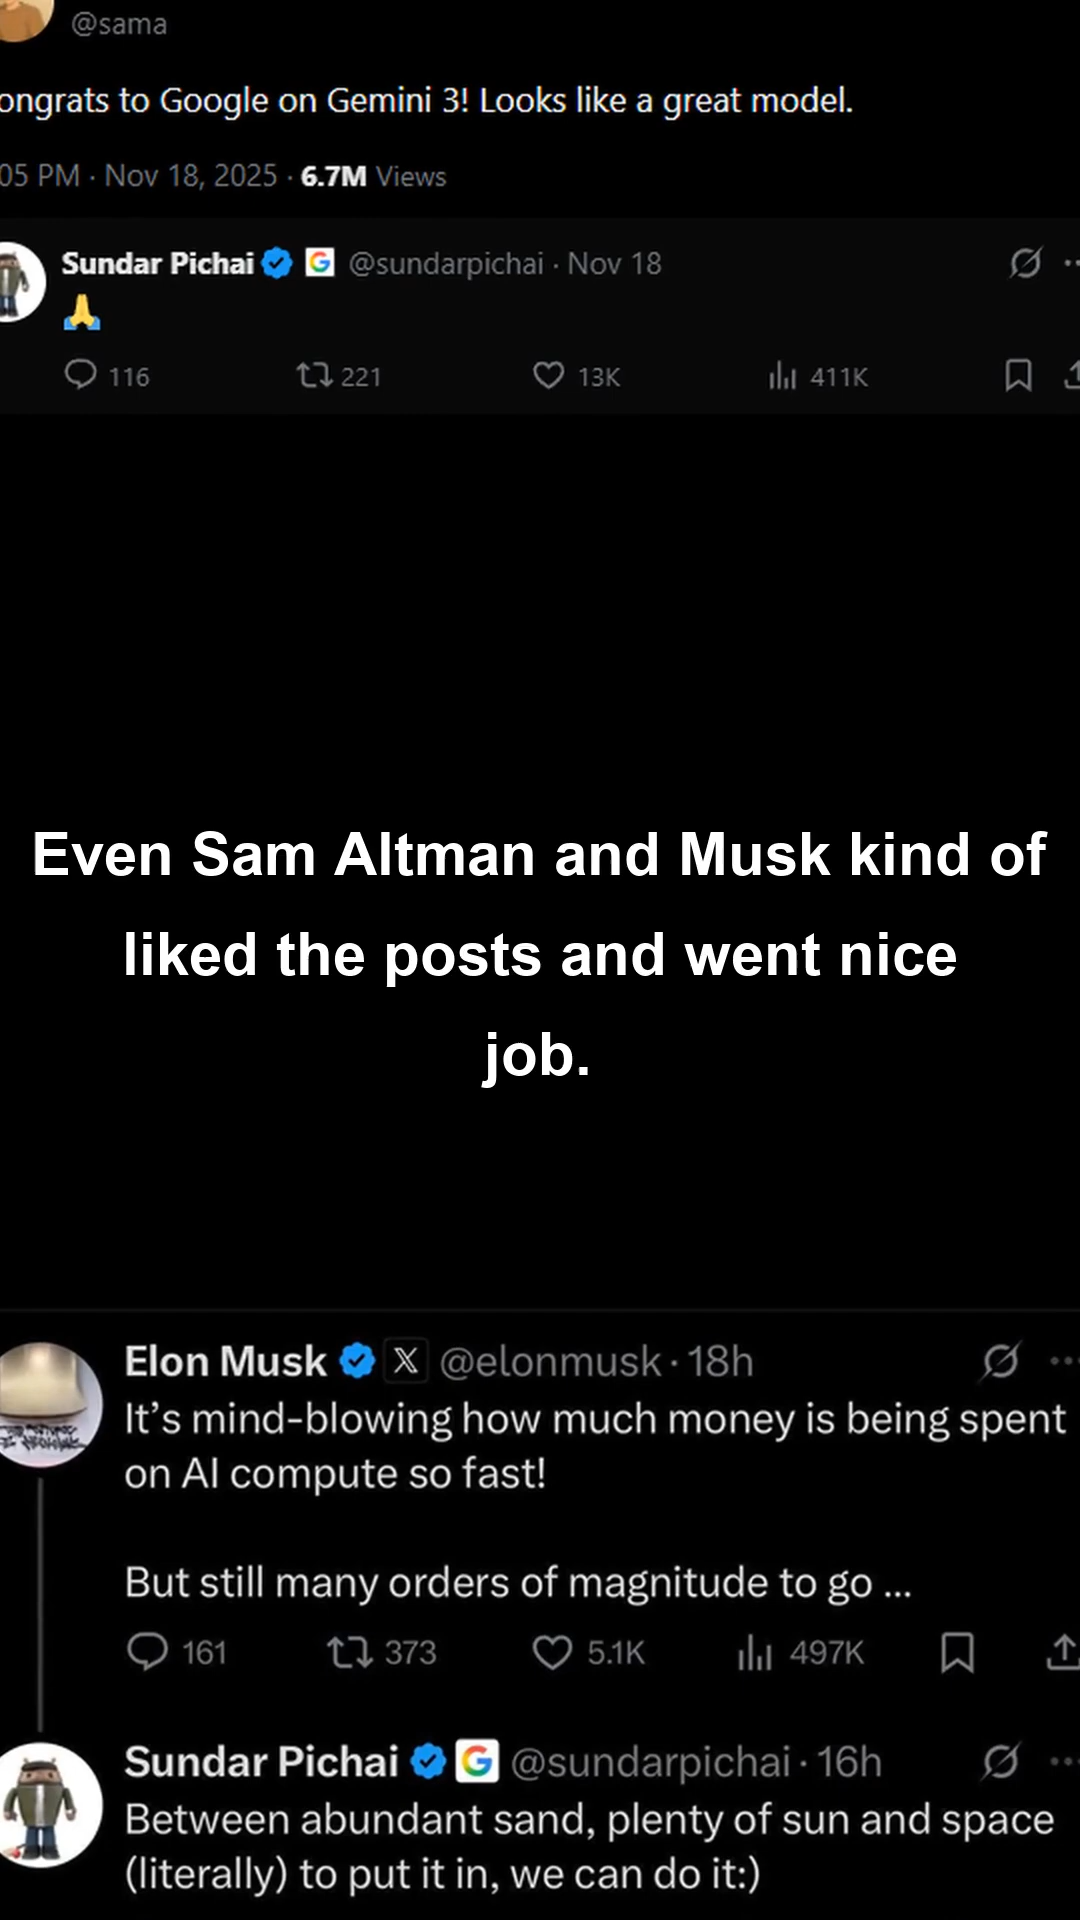 @sama
ongrats to Google on Gemini 3! Looks like a great model.
05 PM · Nov 18, 2025 · 6.7M Views
Sundar Pichai @sundarpichai · Nov 18
116 221 13K 411K
Even Sam Altman and Musk kind of
liked the posts and went nice
job.
Elon Musk @elonmusk · 18h
It’s mind-blowing how much money is being spent
on AI compute so fast!
But still many orders of magnitude to go ...
161 373 5.1K 497K
Sundar Pichai @sundarpichai · 16h
Between abundant sand, plenty of sun and space
(literally) to put it in, we can do it:)